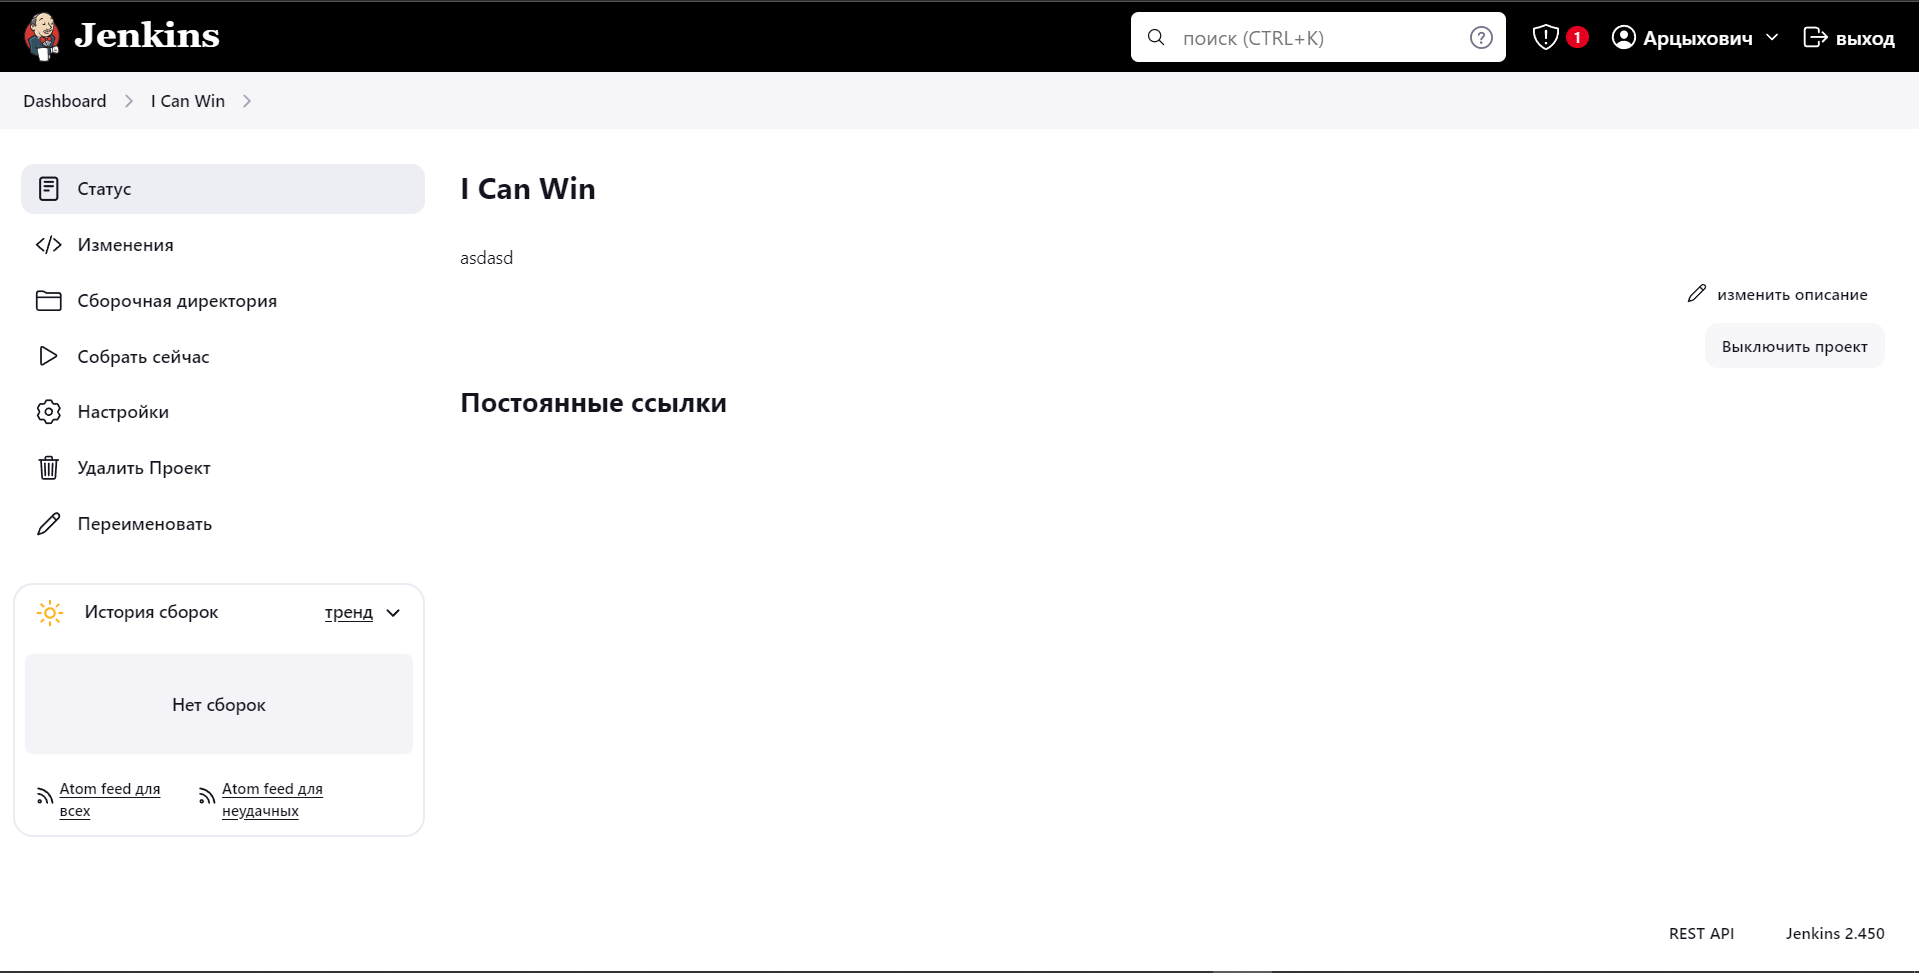 Jenkins
поиск (CTRL+K)
1
Арцыхович
выход
Dashboard
I Can Win
Статус
Изменения
Сборочная директория
Собрать сейчас
Настройки
Удалить Проект
Переименовать
История сборок
тренд
Нет сборок
Atom feed для
всех
Atom feed для
неудачных
I Can Win
asdasd
изменить описание
Выключить проект
Постоянные ссылки
REST API
Jenkins 2.450